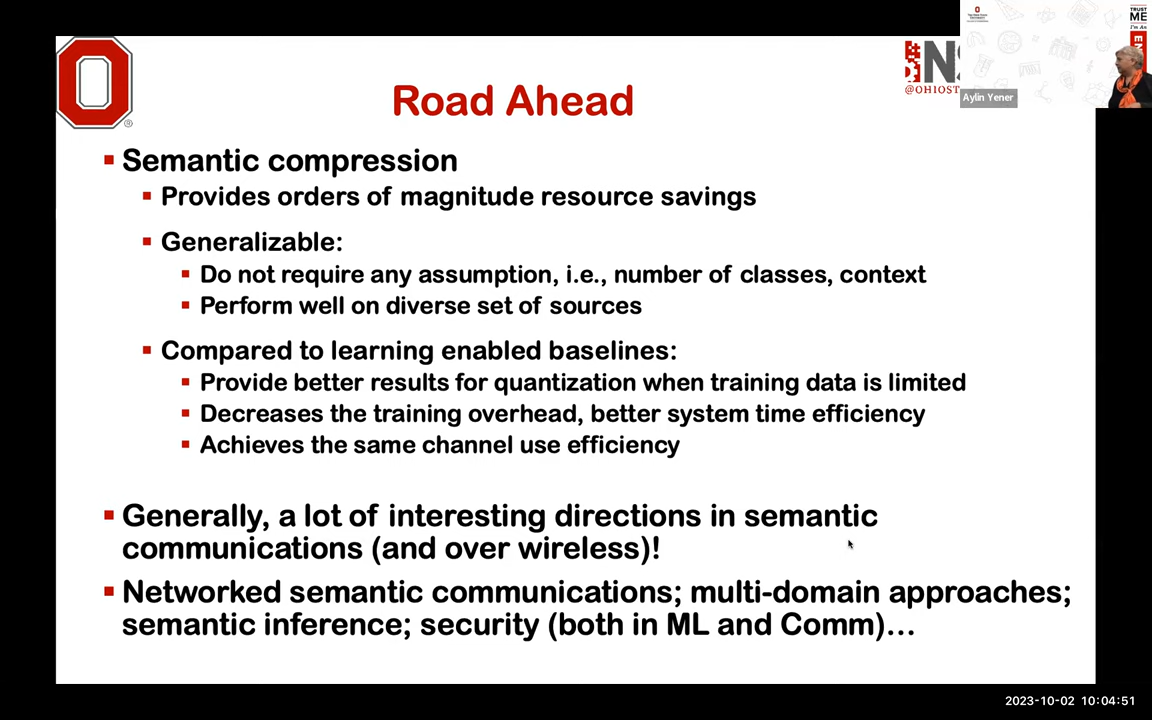 TRUST
ME
I'm An
EN
Aylin Yener
@OHIOST
Road Ahead
Semantic compression
Provides orders of magnitude resource savings
Generalizable:
Do not require any assumption, i.e., number of classes, context
Perform well on diverse set of sources
Compared to learning enabled baselines:
Provide better results for quantization when training data is limited
Decreases the training overhead, better system time efficiency
Achieves the same channel use efficiency
Generally, a lot of interesting directions in semantic
communications (and over wireless)!
Networked semantic communications; multi-domain approaches;
semantic inference; security (both in ML and Comm)...
2023-10-02 10:04:51